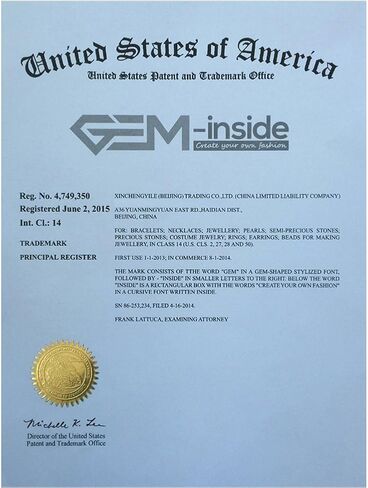 United States of America
United States Patent and Trademark Office
GEM-inside
Create your own fashion
Reg. No. 4,749,350
Registered June 2, 2015
Int. Cl.: 14
TRADEMARK
PRINCIPAL REGISTER
XINCHENGYILE (BEIJING) TRADING CO.,LTD. (CHINA LIMITED LIABILITY COMPANY)
A36 YUANMINGYUAN EAST RD.,HAIDIAN DIST.,
BEIJING, CHINA
FOR: BRACELETS; NECKLACES; JEWELLERY; PEARLS; SEMI-PRECIOUS STONES;
PRECIOUS STONES; COSTUME JEWELRY; RINGS; EARRINGS, BEADS FOR MAKING
JEWELLERY, IN CLASS 14 (U.S. CLS. 2, 27, 28 AND 50).
FIRST USE 1-1-2013; IN COMMERCE 8-1-2014.
THE MARK CONSISTS OF TTHE WORD "GEM" IN A GEM-SHAPED STYLIZED FONT,
FOLLOWED BY - "INSIDE" IN SMALLER LETTERS TO THE RIGHT. BELOW THE WORD
"INSIDE" IS A RECTANGULAR BOX WITH THE WORDS "CREATE YOUR OWN FASHION"
IN A CURSIVE FONT WRITTEN INSIDE.
SN 86-253,234, FILED 4-16-2014.
FRANK LATTUCA, EXAMINING ATTORNEY
Michelle K. Lee
Director of the United States
Patent and Trademark Office